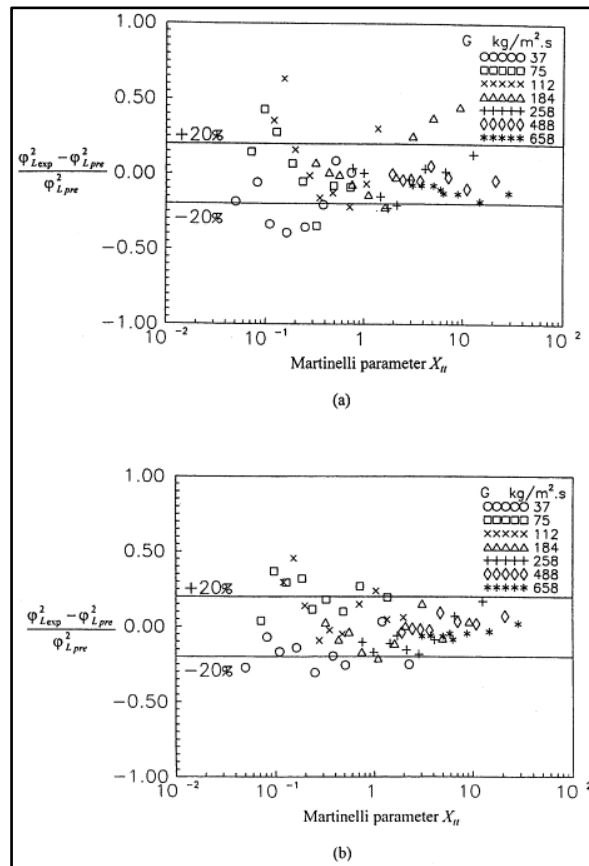 1.00
0.50
0.00
−0.50
−1.00
φ²Lexp − φ²Lpre
φ²Lpre
+20%
−20%
G kg/m².s
○○○○○ 37
□□□□□ 75
××××× 112
△△△△△ 184
+++++ 258
◇◇◇◇◇ 488
***** 658
10⁻² 10⁻¹ 1 10 10²
Martinelli parameter Xtt
(a)
1.00
0.50
0.00
−0.50
−1.00
φ²Lexp − φ²Lpre
φ²Lpre
+20%
−20%
G kg/m².s
○○○○○ 37
□□□□□ 75
××××× 112
△△△△△ 184
+++++ 258
◇◇◇◇◇ 488
***** 658
10⁻² 10⁻¹ 1 10 10²
Martinelli parameter Xtt
(b)